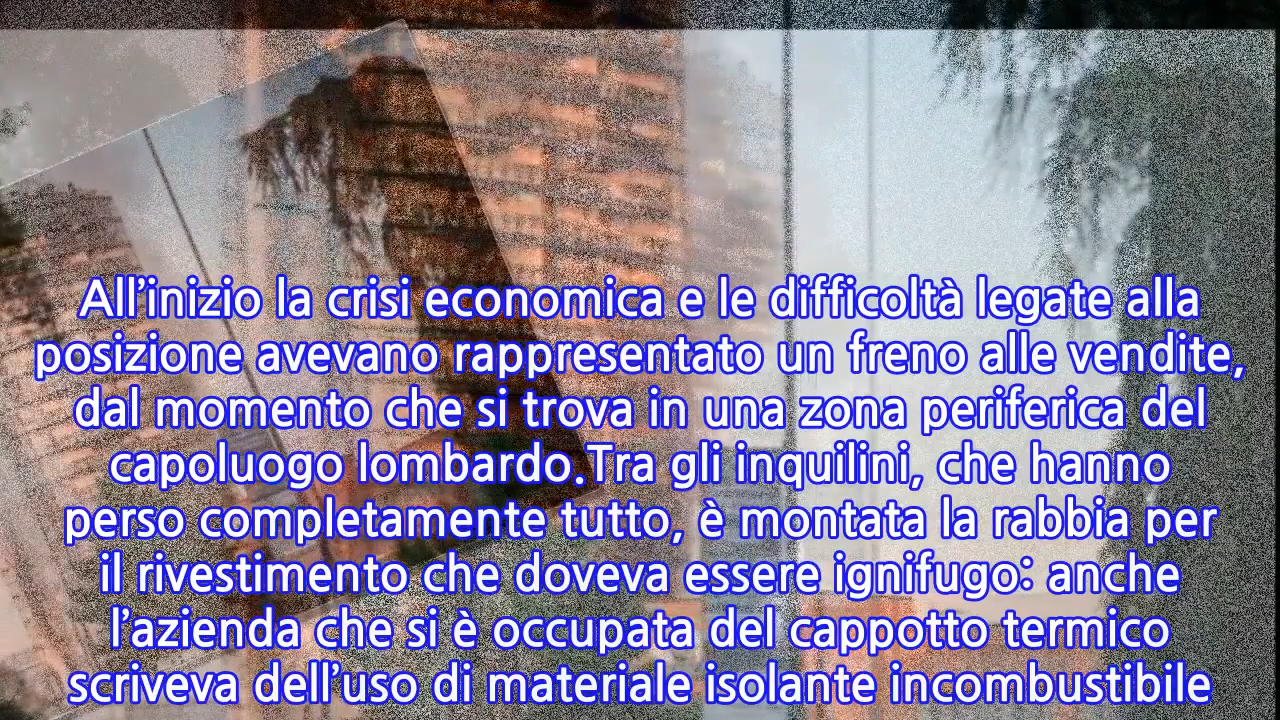 All’inizio la crisi economica e le difficoltà legate alla
posizione avevano rappresentato un freno alle vendite,
dal momento che si trova in una zona periferica del
capoluogo lombardo.Tra gli inquilini, che hanno
perso completamente tutto, è montata la rabbia per
il rivestimento che doveva essere ignifugo: anche
l’azienda che si è occupata del cappotto termico
scriveva dell’uso di materiale isolante incombustibile